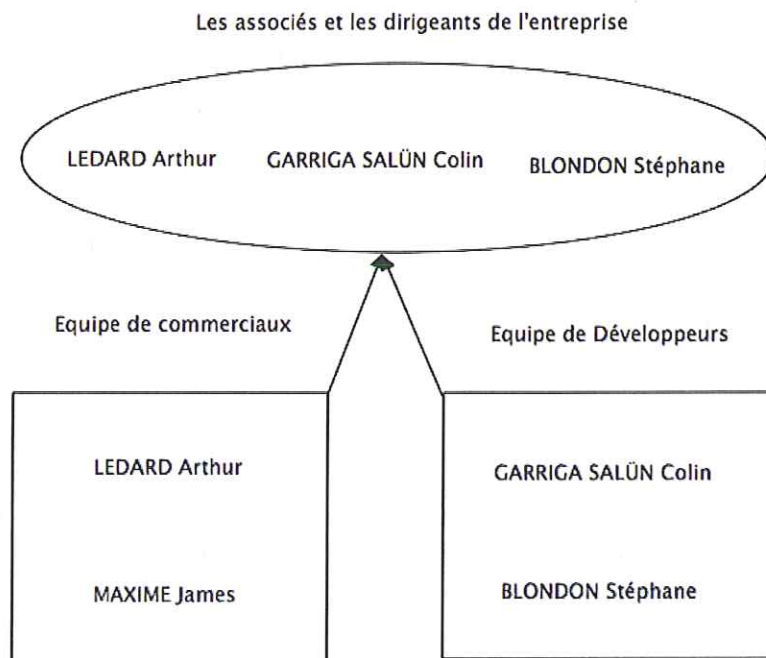 Les associés et les dirigeants de l'entreprise
LEDARD Arthur
GARRIGA SALÜN Colin
BLONDON Stéphane
Equipe de commerciaux
Equipe de Développeurs
LEDARD Arthur
GARRIGA SALÜN Colin
MAXIME James
BLONDON Stéphane